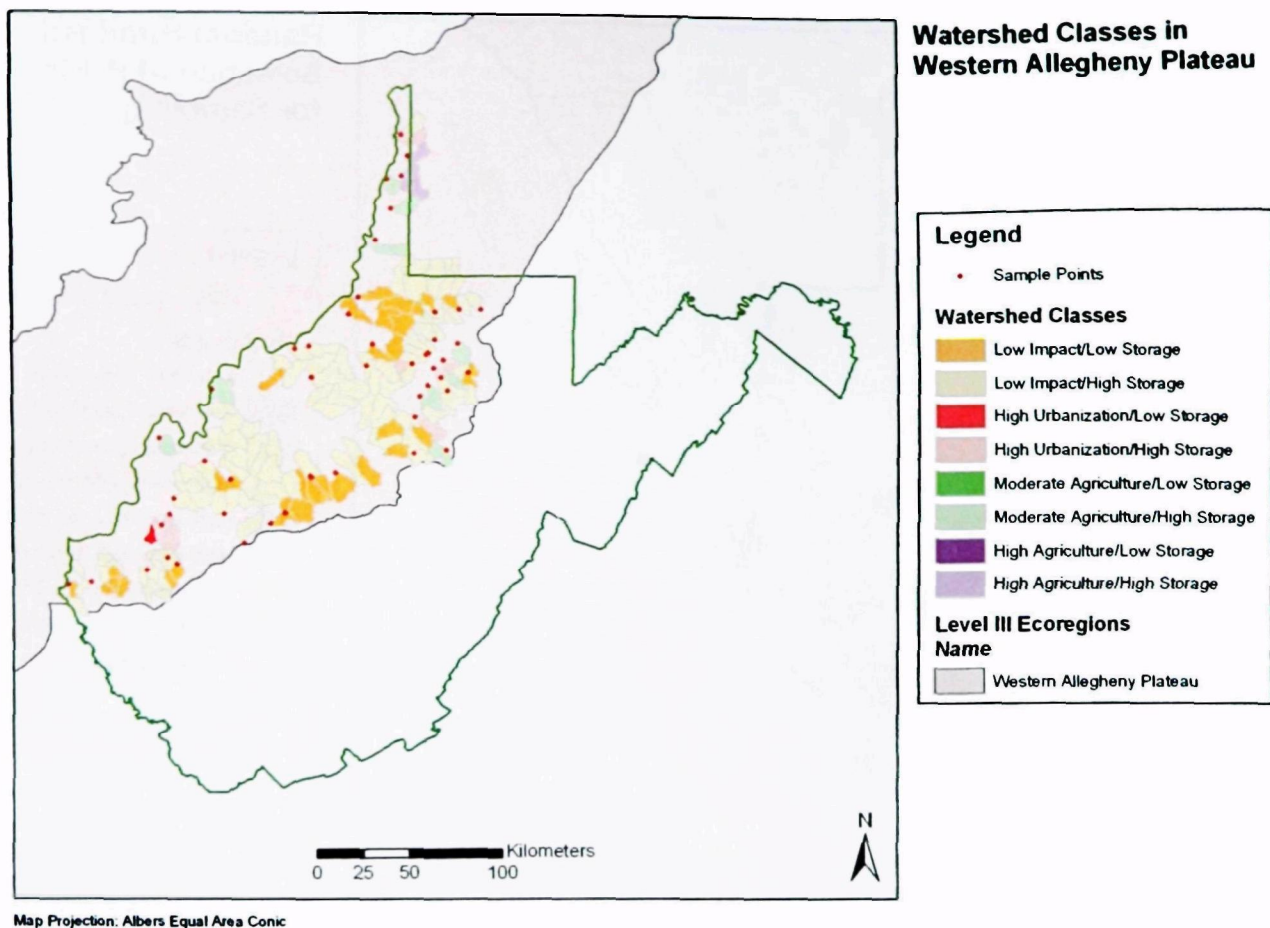 Watershed Classes in
Western Allegheny Plateau
Legend
Sample Points
Watershed Classes
Low Impact/Low Storage
Low Impact/High Storage
High Urbanization/Low Storage
High Urbanization/High Storage
Moderate Agriculture/Low Storage
Moderate Agriculture/High Storage
High Agriculture/Low Storage
High Agriculture/High Storage
Level III Ecoregions
Name
Western Allegheny Plateau
N
Kilometers
0 25 50 100
Map Projection: Albers Equal Area Conic